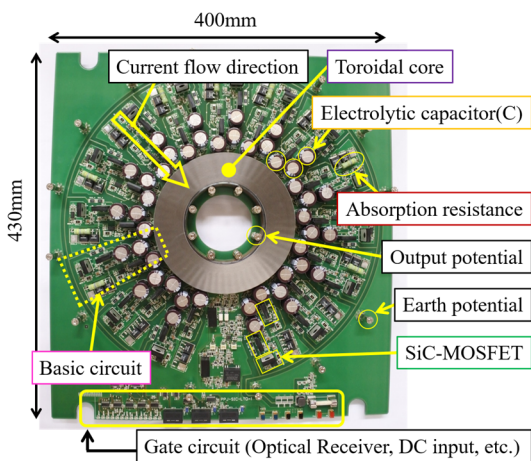 400mm
Current flow direction
Toroidal core
Electrolytic capacitor(C)
430mm
Absorption resistance
Output potential
Earth potential
Basic circuit
SiC-MOSFET
Gate circuit (Optical Receiver, DC input, etc.)